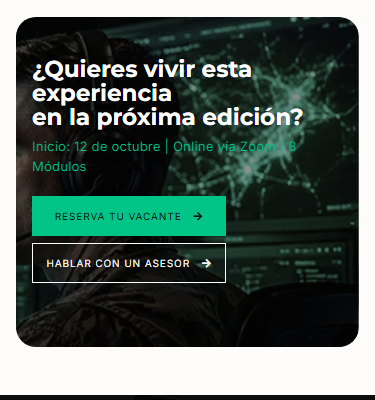 ¿Quieres vivir esta
experiencia
en la próxima edición?
Inicio: 12 de octubre | Online vía Zoom | 8
Módulos
RESERVA TU VACANTE →
HABLAR CON UN ASESOR →